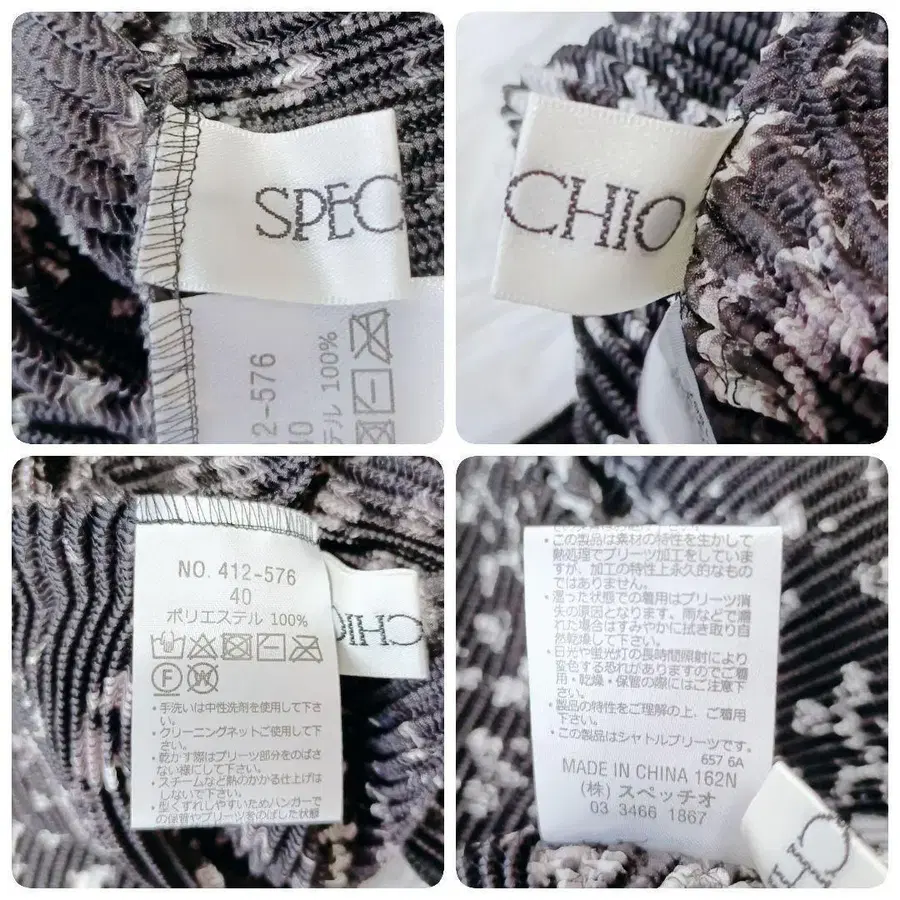 SPEC
2-576
40
テル 100%
CHIO
NO. 412-576
40
ポリエステル 100%
F
W
CHIO
・手洗いは中性洗剤を使用して下さ
い。
・クリーニングネットご使用して下
さい。
・乾かす際はプリーツ部分をのばさ
ない様にして下さい。
・スチームなど熱のかかる仕上げは
しないで下さい。
・型くずれしやすいためハンガーで
の保管やプリーツをのばした状態
・この製品は素材の特性を生かして
熱処理でプリーツ加工をしていま
すが、加工の特性上永久的なもの
ではありません。
・湿った状態での着用はプリーツ消
失の原因となります。雨などで濡
れた場合はすみやかに拭き取り自
然乾燥して下さい。
・日光や蛍光灯の長時間照射により
変色する恐れがありますのでご着
用・乾燥・保管の際にはご注意下
さい。
・製品の特性をご理解の上、ご着用
下さい。
・この製品はシャトルプリーツです。
657 6A
MADE IN CHINA 162N
(株) スペッチオ
03 3466 1867
CHIO